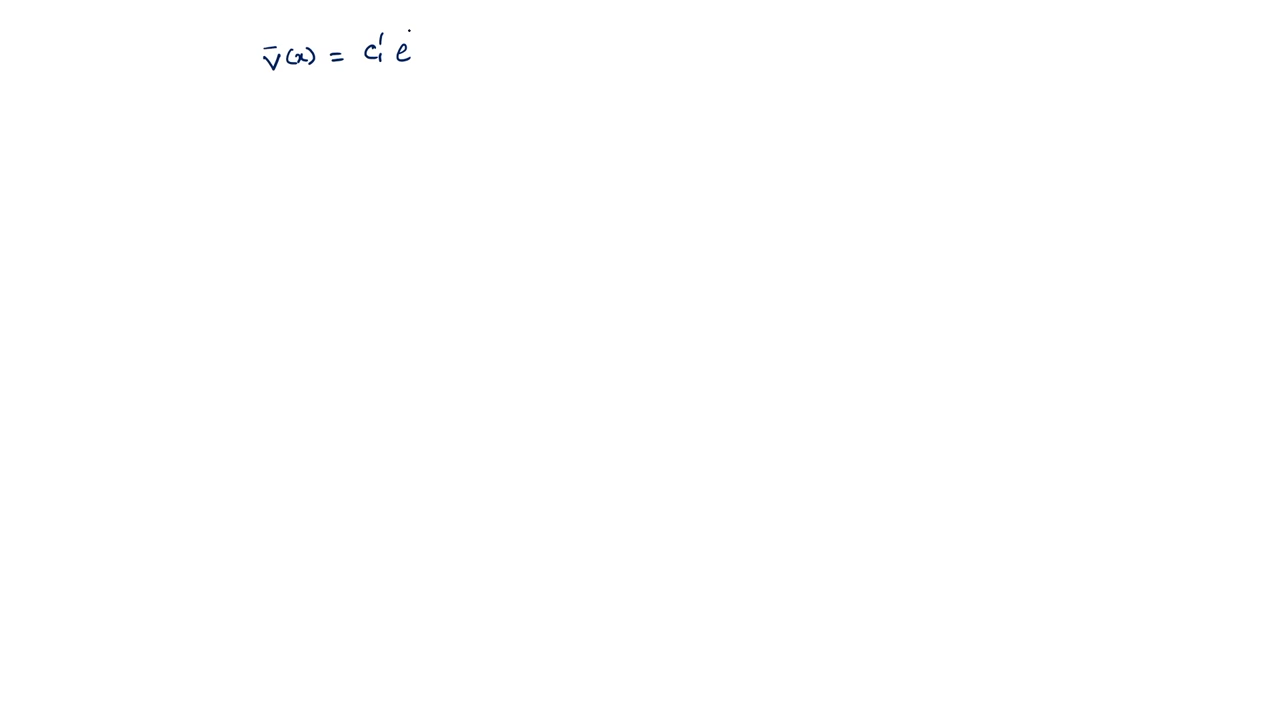 v̄(x) = c₁' e